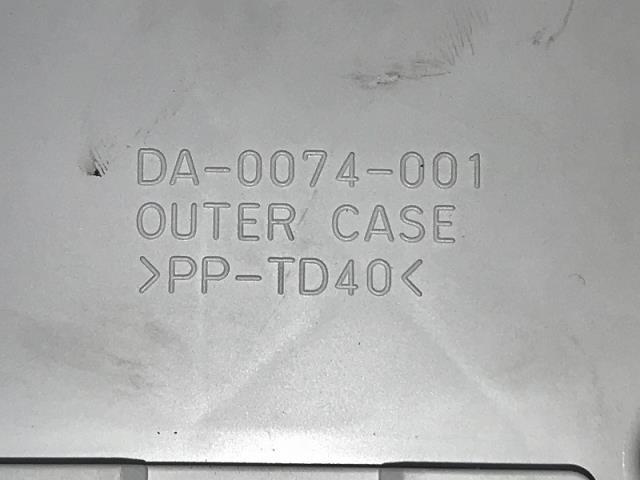 DA-0074-001
OUTER CASE
>PP-TD40<